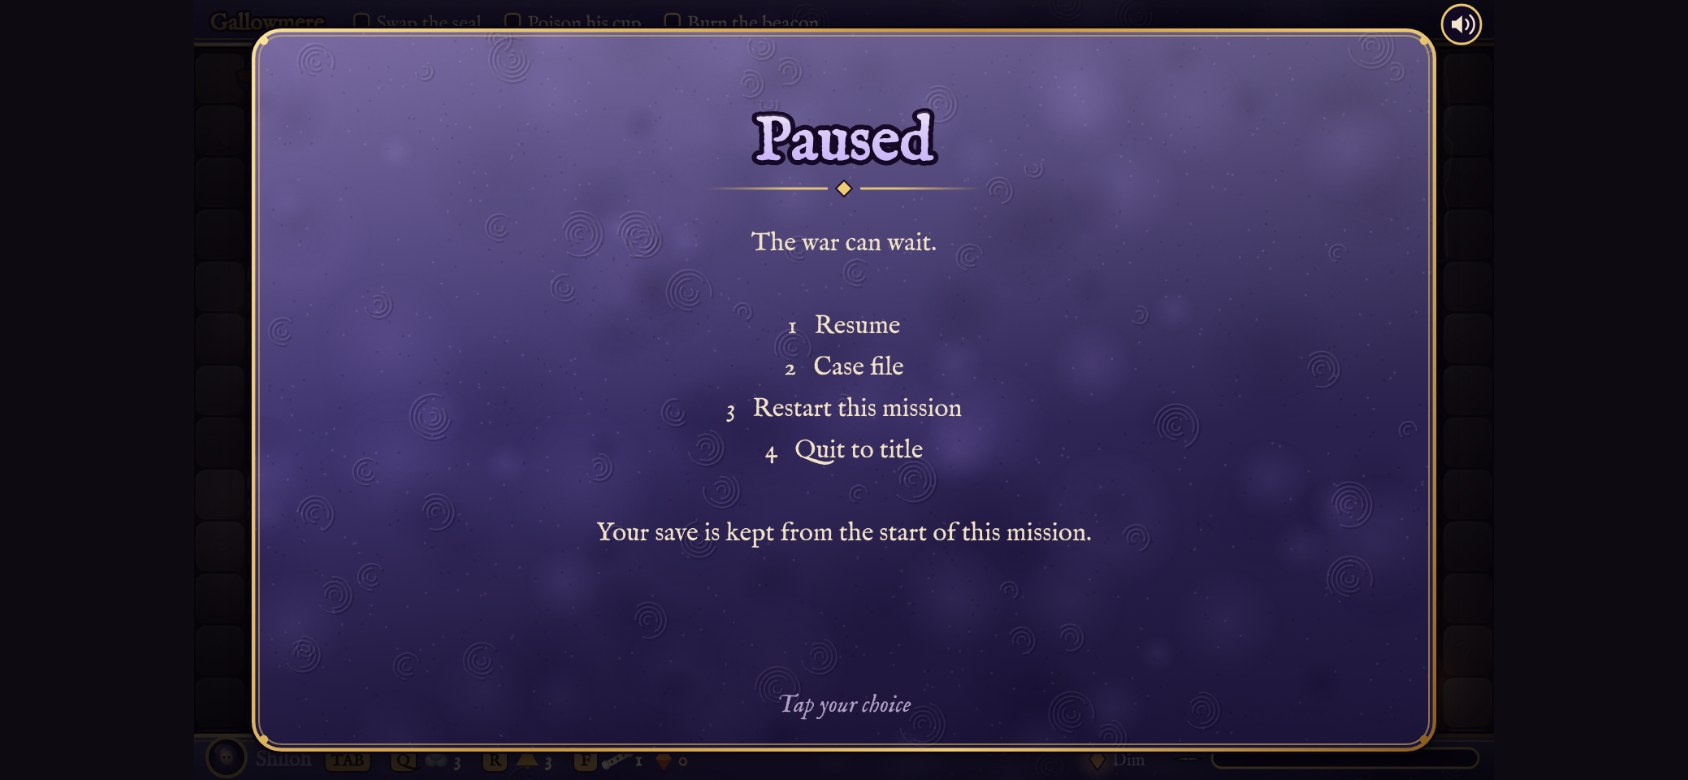 Gallowmere Swap the seal Poison his cup Burn the beacon
Paused
The war can wait.
1 Resume
2 Case file
3 Restart this mission
4 Quit to title
Your save is kept from the start of this mission.
Tap your choice
Shiloh TAB Q 3 R 3 F 1 0 Dim